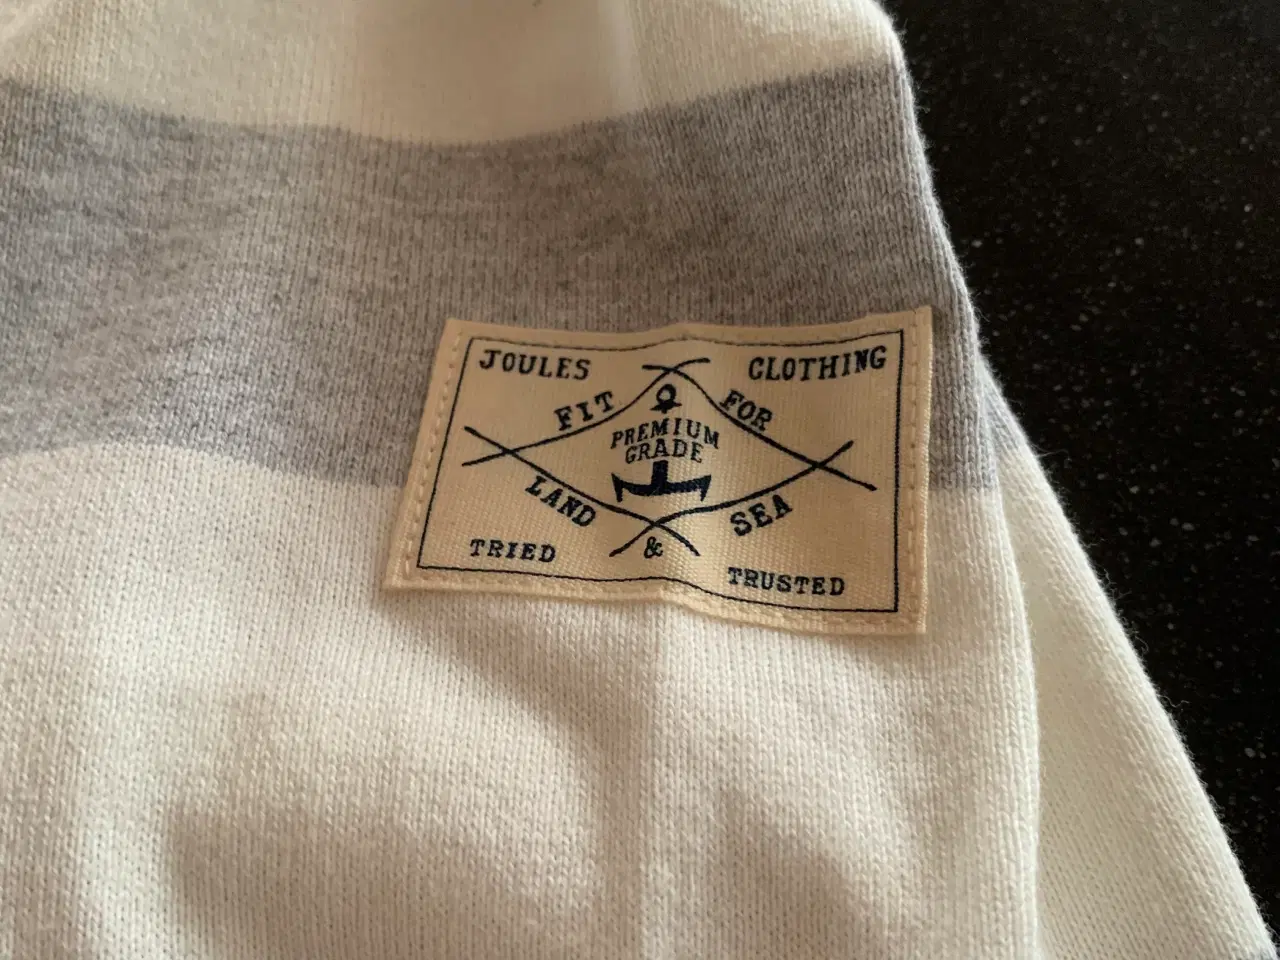 JOULES CLOTHING
FIT FOR
PREMIUM
GRADE
LAND & SEA
TRIED TRUSTED